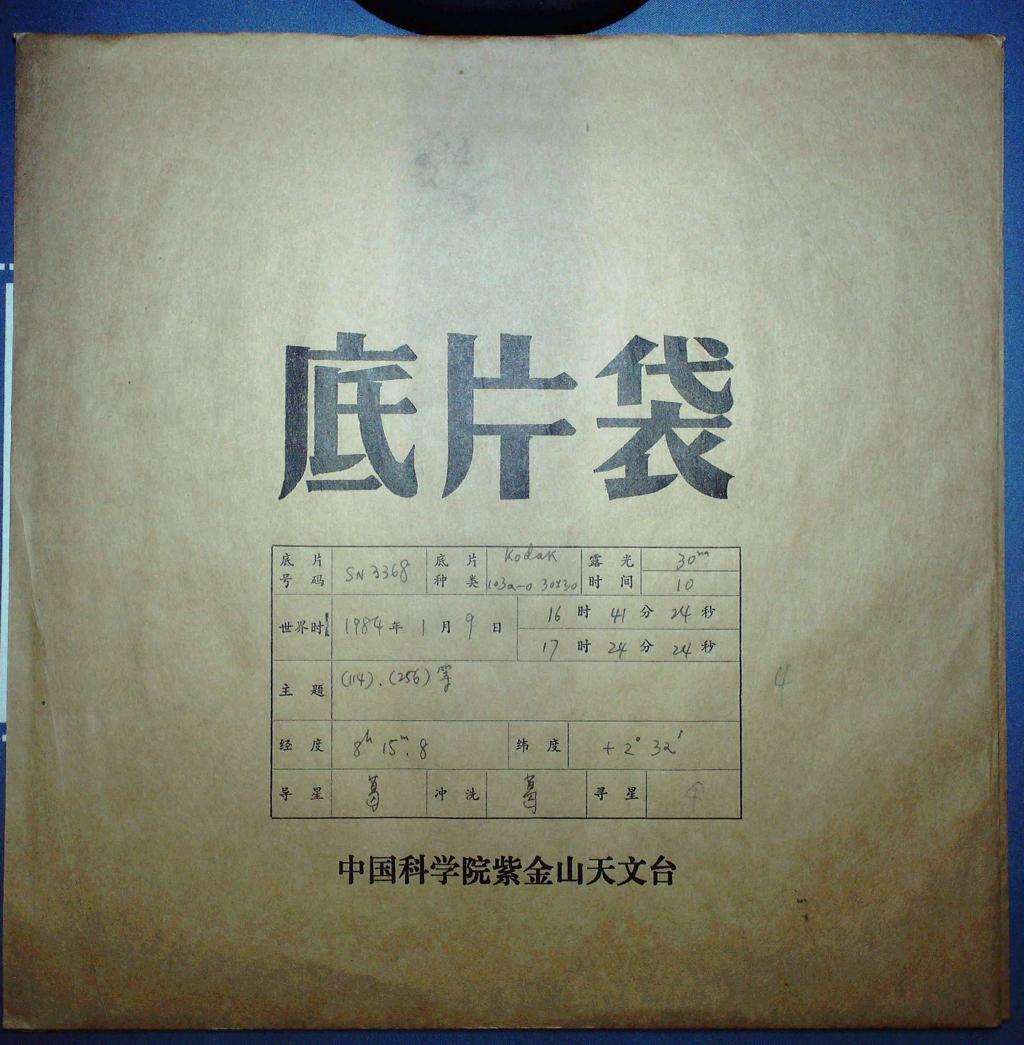 底片袋
底片号码 SN3368 底片种类 Kodak 103a-0 30x30 露光时间 30m 10
世界时 1984年 1月 9日 16时 41分 24秒
17时 24分 24秒
主题 (114).(256)等
经度 8h 15m.8 纬度 +2° 32′
导星 葛 冲洗 葛 寻星 4
4
中国科学院紫金山天文台